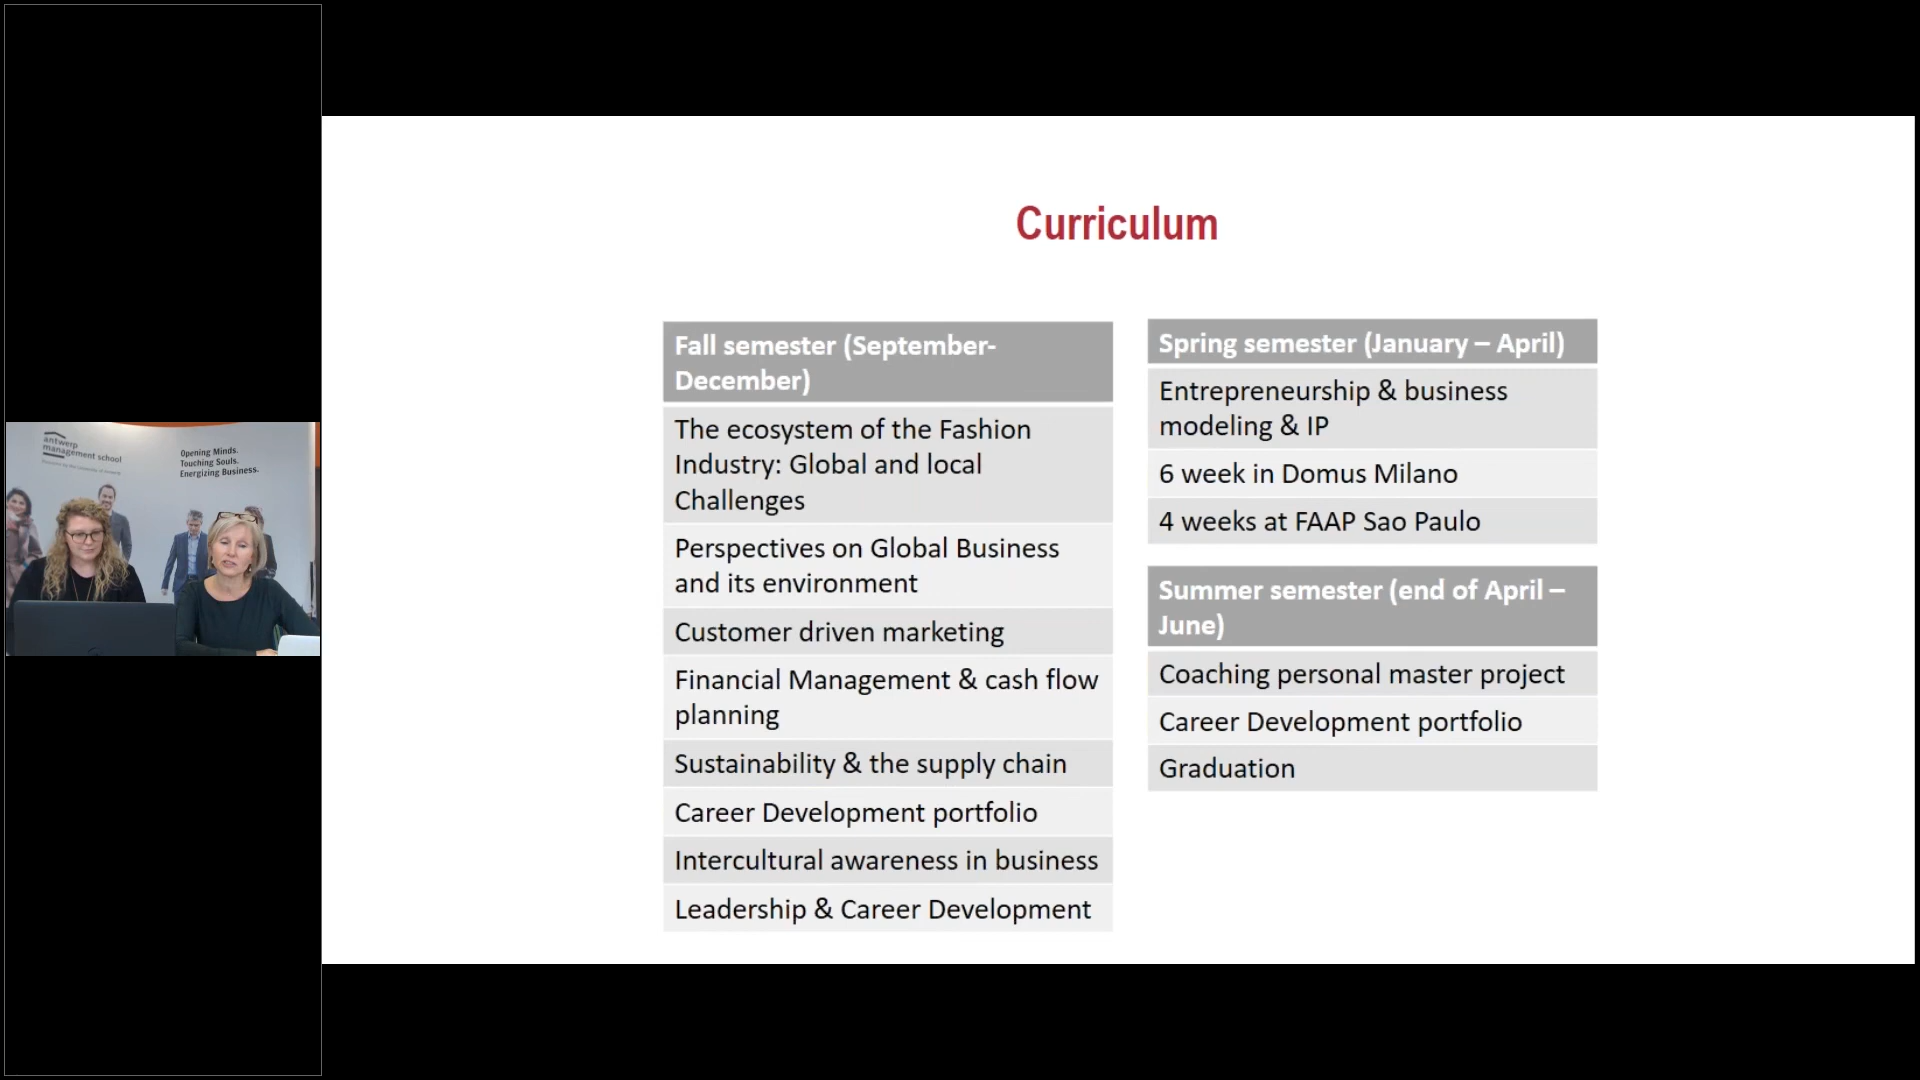 antwerp
management school
Opening Minds.
Touching Souls.
Energizing Business.
Curriculum
Fall semester (September-
December)
The ecosystem of the Fashion
Industry: Global and local
Challenges
Perspectives on Global Business
and its environment
Customer driven marketing
Financial Management & cash flow
planning
Sustainability & the supply chain
Career Development portfolio
Intercultural awareness in business
Leadership & Career Development
Spring semester (January – April)
Entrepreneurship & business
modeling & IP
6 week in Domus Milano
4 weeks at FAAP Sao Paulo
Summer semester (end of April –
June)
Coaching personal master project
Career Development portfolio
Graduation